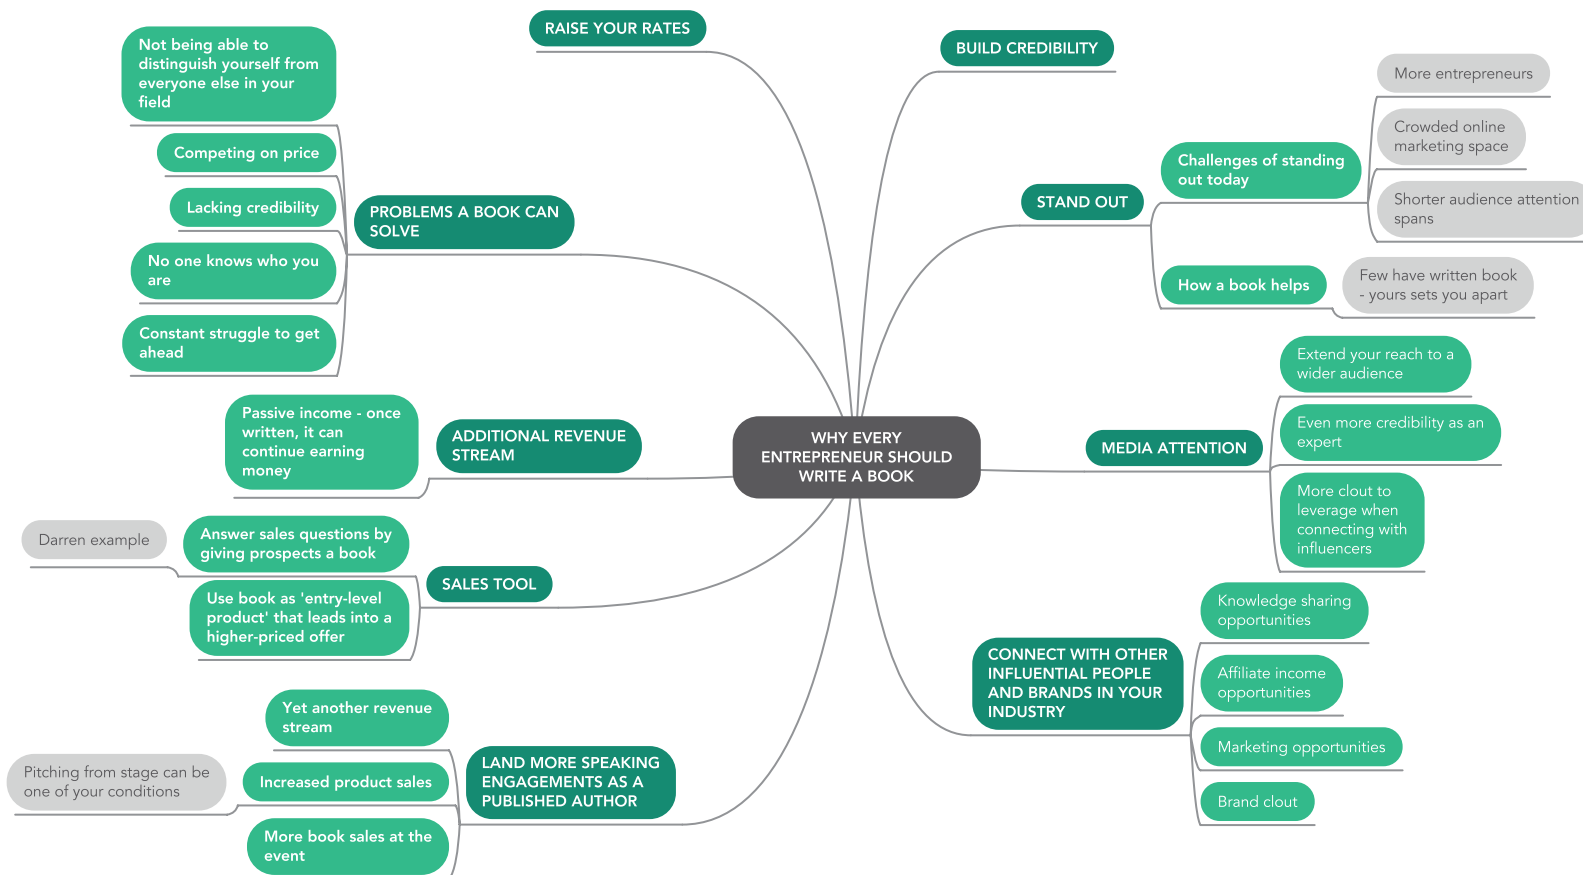 WHY EVERY
ENTREPRENEUR SHOULD
WRITE A BOOK
BUILD CREDIBILITY
STAND OUT
Challenges of standing
out today
More entrepreneurs
Crowded online
marketing space
Shorter audience attention
spans
How a book helps
Few have written book
- yours sets you apart
MEDIA ATTENTION
Extend your reach to a
wider audience
Even more credibility as an
expert
More clout to
leverage when
connecting with
influencers
CONNECT WITH OTHER
INFLUENTIAL PEOPLE
AND BRANDS IN YOUR
INDUSTRY
Knowledge sharing
opportunities
Affiliate income
opportunities
Marketing opportunities
Brand clout
RAISE YOUR RATES
PROBLEMS A BOOK CAN
SOLVE
Not being able to
distinguish yourself from
everyone else in your
field
Competing on price
Lacking credibility
No one knows who you
are
Constant struggle to get
ahead
ADDITIONAL REVENUE
STREAM
Passive income - once
written, it can
continue earning
money
SALES TOOL
Answer sales questions by
giving prospects a book
Darren example
Use book as 'entry-level
product' that leads into a
higher-priced offer
LAND MORE SPEAKING
ENGAGEMENTS AS A
PUBLISHED AUTHOR
Yet another revenue
stream
Increased product sales
Pitching from stage can be
one of your conditions
More book sales at the
event